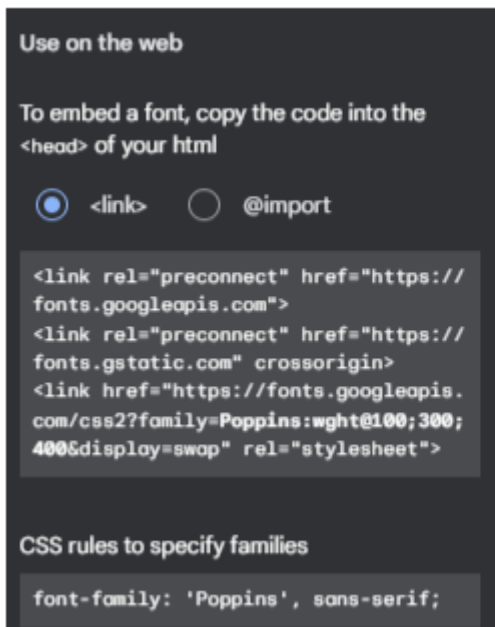 Use on the web
To embed a font, copy the code into the
<head> of your html
<link> @import
<link rel="preconnect" href="https://
fonts.googleapis.com">
<link rel="preconnect" href="https://
fonts.gstatic.com" crossorigin>
<link href="https://fonts.googleapis.
com/css2?family=Poppins:wght@100;300;
400&display=swap" rel="stylesheet">
CSS rules to specify families
font-family: 'Poppins', sans-serif;